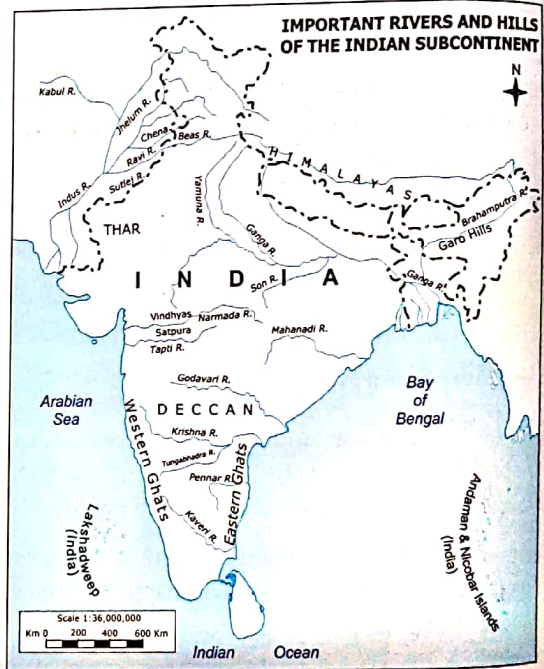 IMPORTANT RIVERS AND HILLS
OF THE INDIAN SUBCONTINENT
N
Kabul R.
Jhelum R.
Chena
Beas R.
Ravi R.
Sutlej R.
Indus R.
HIMALAYAS
THAR
Yamuna R.
Ganga R.
Brahamputra R.
Garo Hills
INDIA
Son R.
Ganga R.
Vindhyas
Narmada R.
Satpura
Mahanadi R.
Tapti R.
Godavari R.
Arabian
Sea
DECCAN
Bay
of
Bengal
Western Ghats
Krishna R.
Tungabhadra R.
Pennar R.
Eastern Ghats
Kaveri R.
Lakshadweep
(India)
Andaman & Nicobar Islands
(India)
Scale 1:36,000,000
Km 0 200 400 600 Km
Indian Ocean